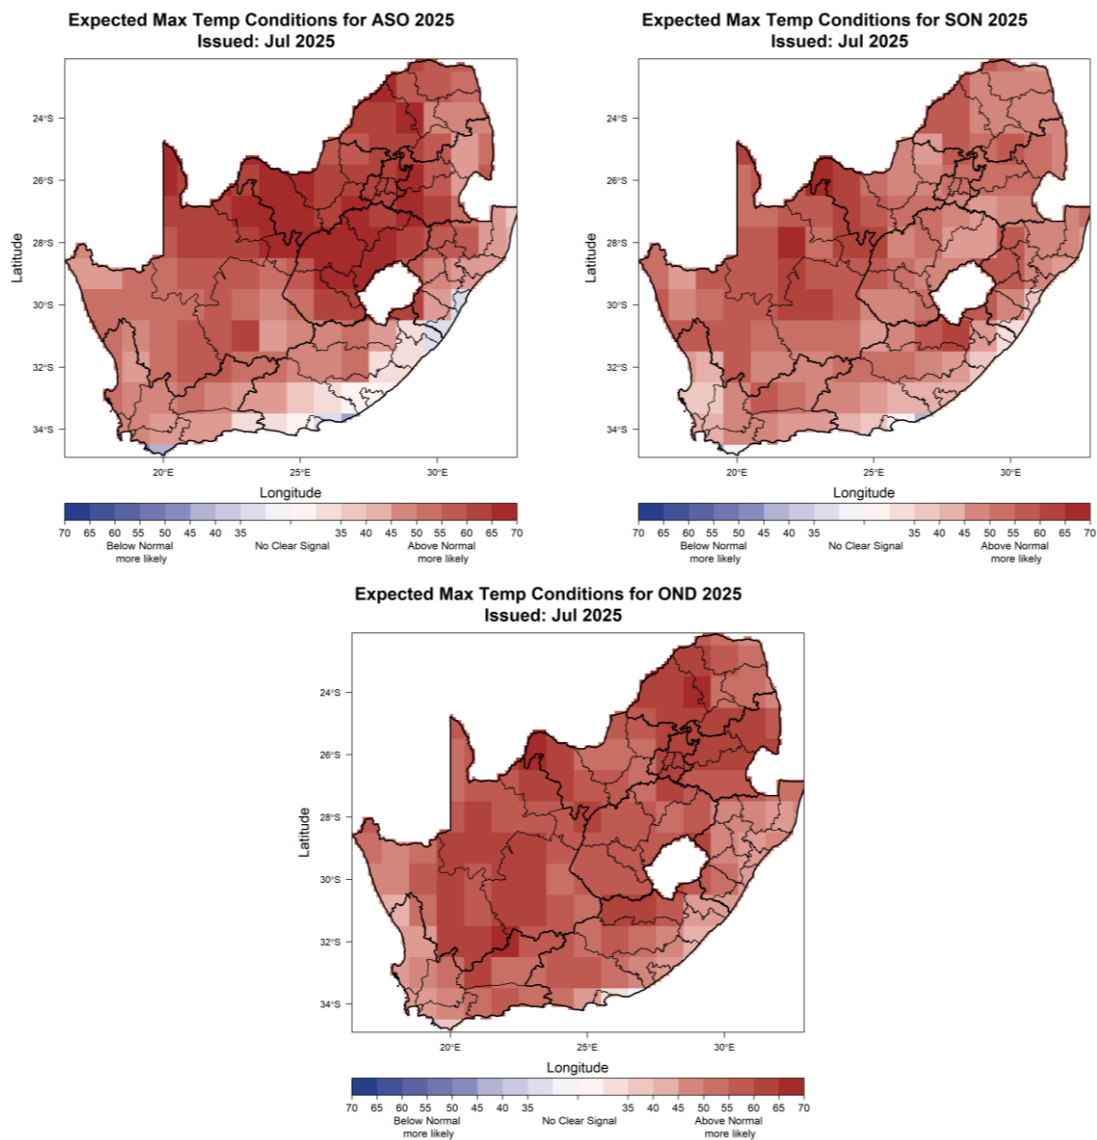 Expected Max Temp Conditions for ASO 2025
Issued: Jul 2025
Latitude
24°S
26°S
28°S
30°S
32°S
34°S
20°E 25°E 30°E
Longitude
70 65 60 55 50 45 40 35 35 40 45 50 55 60 65 70
Below Normal No Clear Signal Above Normal
more likely more likely
Expected Max Temp Conditions for SON 2025
Issued: Jul 2025
Latitude
24°S
26°S
28°S
30°S
32°S
34°S
20°E 25°E 30°E
Longitude
70 65 60 55 50 45 40 35 35 40 45 50 55 60 65 70
Below Normal No Clear Signal Above Normal
more likely more likely
Expected Max Temp Conditions for OND 2025
Issued: Jul 2025
Latitude
24°S
26°S
28°S
30°S
32°S
34°S
20°E 25°E 30°E
Longitude
70 65 60 55 50 45 40 35 35 40 45 50 55 60 65 70
Below Normal No Clear Signal Above Normal
more likely more likely